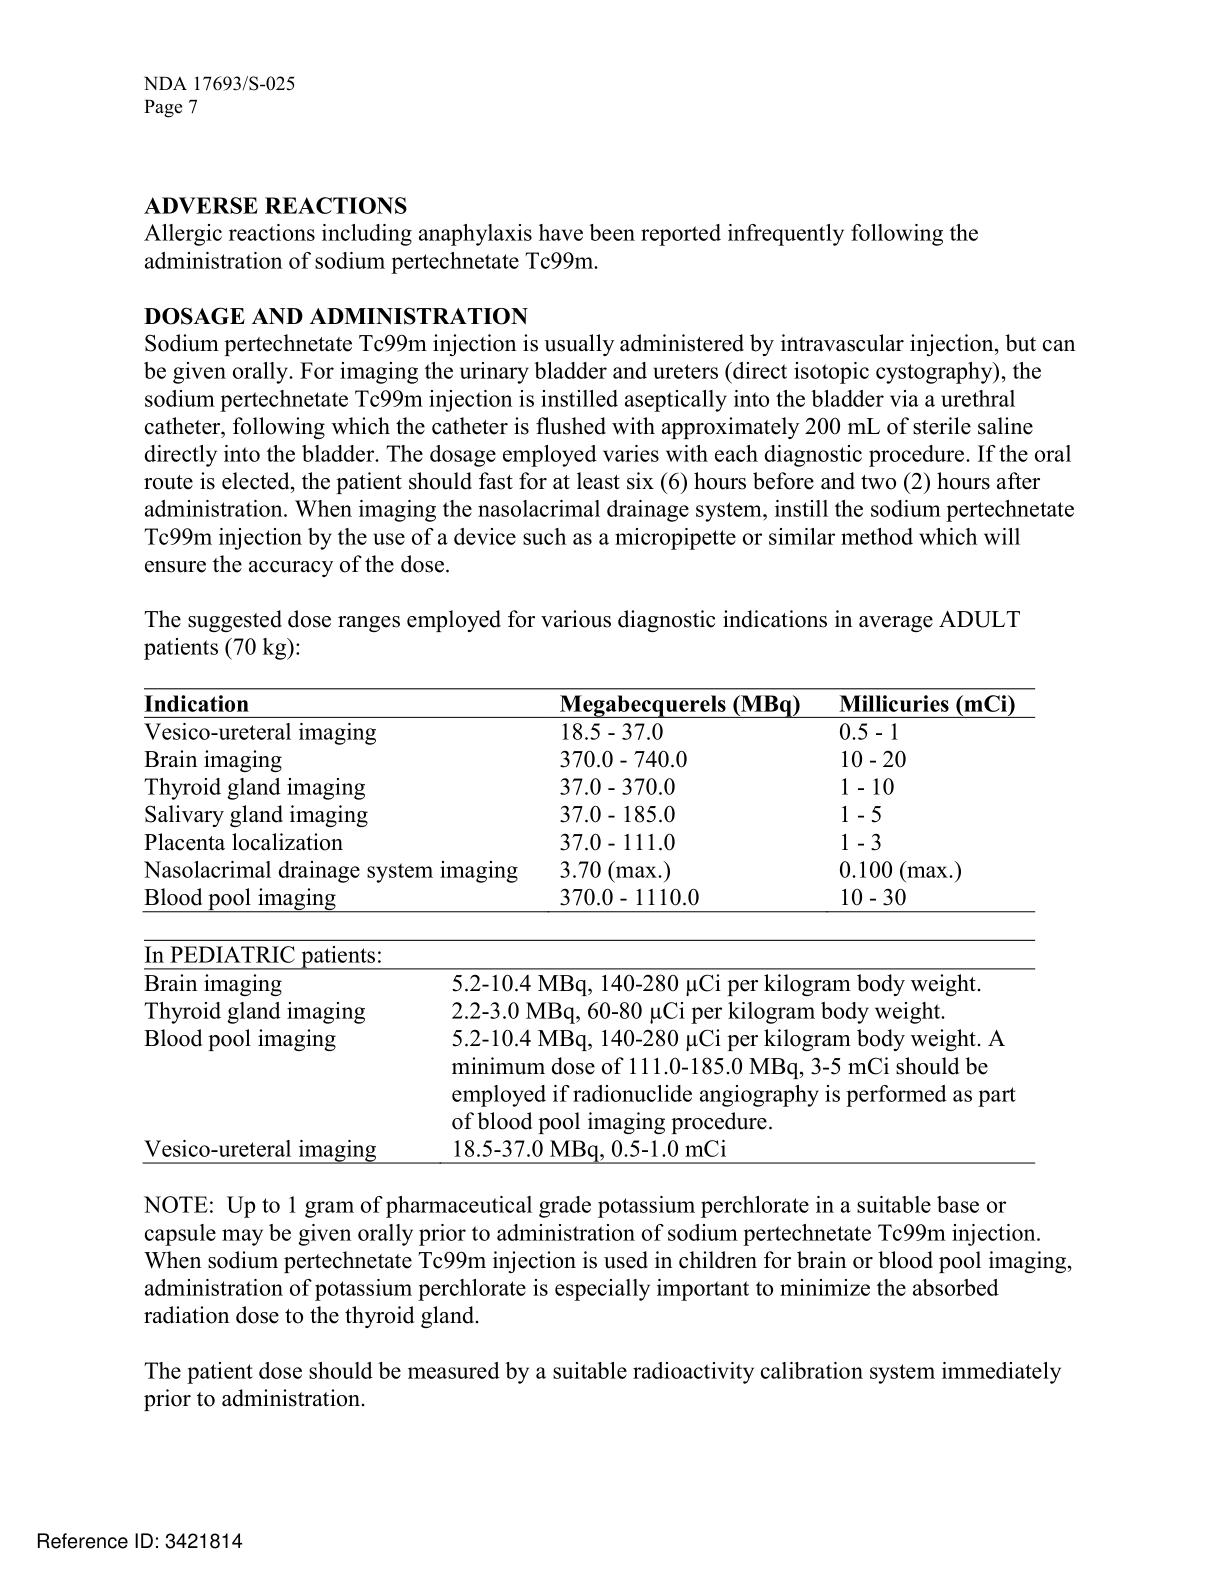 NDA 17693/S-025
Page 7
ADVERSE REACTIONS
Allergic reactions including anaphylaxis have been reported infrequently following the
administration of sodium pertechnetate Tc99m.
DOSAGE AND ADMINISTRATION
Sodium pertechnetate Tc99m injection is usually administered by intravascular injection, but can
be given orally. For imaging the urinary bladder and ureters (direct isotopic cystography), the
sodium pertechnetate Tc99m injection is instilled aseptically into the bladder via a urethral
catheter, following which the catheter is flushed with approximately 200 mL of sterile saline
directly into the bladder. The dosage employed varies with each diagnostic procedure. If the oral
route is elected, the patient should fast for at least six (6) hours before and two (2) hours after
administration. When imaging the nasolacrimal drainage system, instill the sodium pertechnetate
Tc99m injection by the use of a device such as a micropipette or similar method which will
ensure the accuracy of the dose.
The suggested dose ranges employed for various diagnostic indications in average ADULT
patients (70 kg):
Indication Megabecquerels (MBq) Millicuries (mCi)
Vesico-ureteral imaging 18.5 - 37.0 0.5 - 1
Brain imaging 370.0 - 740.0 10 - 20
Thyroid gland imaging 37.0 - 370.0 1 - 10
Salivary gland imaging 37.0 - 185.0 1 - 5
Placenta localization 37.0 - 111.0 1 - 3
Nasolacrimal drainage system imaging 3.70 (max.) 0.100 (max.)
Blood pool imaging 370.0 - 1110.0 10 - 30
In PEDIATRIC patients:
Brain imaging 5.2-10.4 MBq, 140-280 µCi per kilogram body weight.
Thyroid gland imaging 2.2-3.0 MBq, 60-80 µCi per kilogram body weight.
Blood pool imaging 5.2-10.4 MBq, 140-280 µCi per kilogram body weight. A
minimum dose of 111.0-185.0 MBq, 3-5 mCi should be
employed if radionuclide angiography is performed as part
of blood pool imaging procedure.
Vesico-ureteral imaging 18.5-37.0 MBq, 0.5-1.0 mCi
NOTE: Up to 1 gram of pharmaceutical grade potassium perchlorate in a suitable base or
capsule may be given orally prior to administration of sodium pertechnetate Tc99m injection.
When sodium pertechnetate Tc99m injection is used in children for brain or blood pool imaging,
administration of potassium perchlorate is especially important to minimize the absorbed
radiation dose to the thyroid gland.
The patient dose should be measured by a suitable radioactivity calibration system immediately
prior to administration.
Reference ID: 3421814